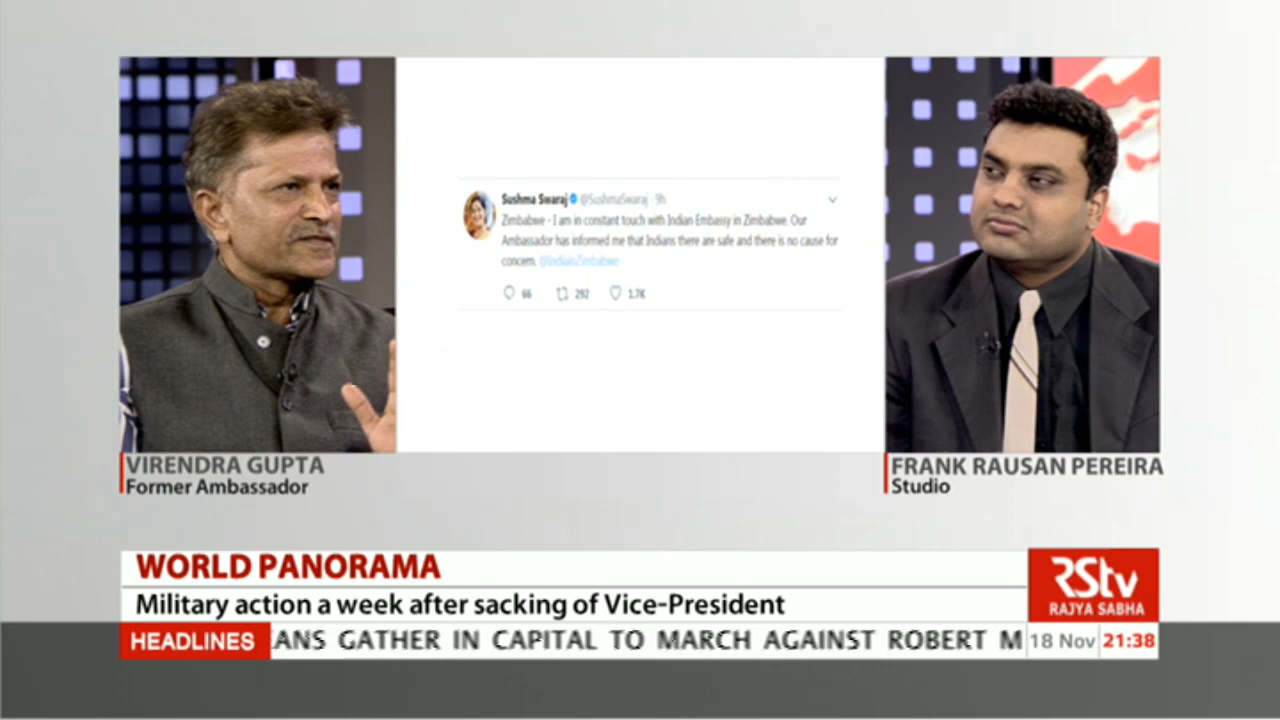 Sushma Swaraj @SushmaSwaraj · 9h
Zimbabwe - I am in constant touch with Indian Embassy in Zimbabwe. Our
Ambassador has informed me that Indians there are safe and there is no cause for
concern. @IndiainZimbabwe
66 292 1.7K
VIRENDRA GUPTA
Former Ambassador
FRANK RAUSAN PEREIRA
Studio
WORLD PANORAMA
Military action a week after sacking of Vice-President
RStv
RAJYA SABHA
HEADLINES
EANS GATHER IN CAPITAL TO MARCH AGAINST ROBERT M
18 Nov 21:38